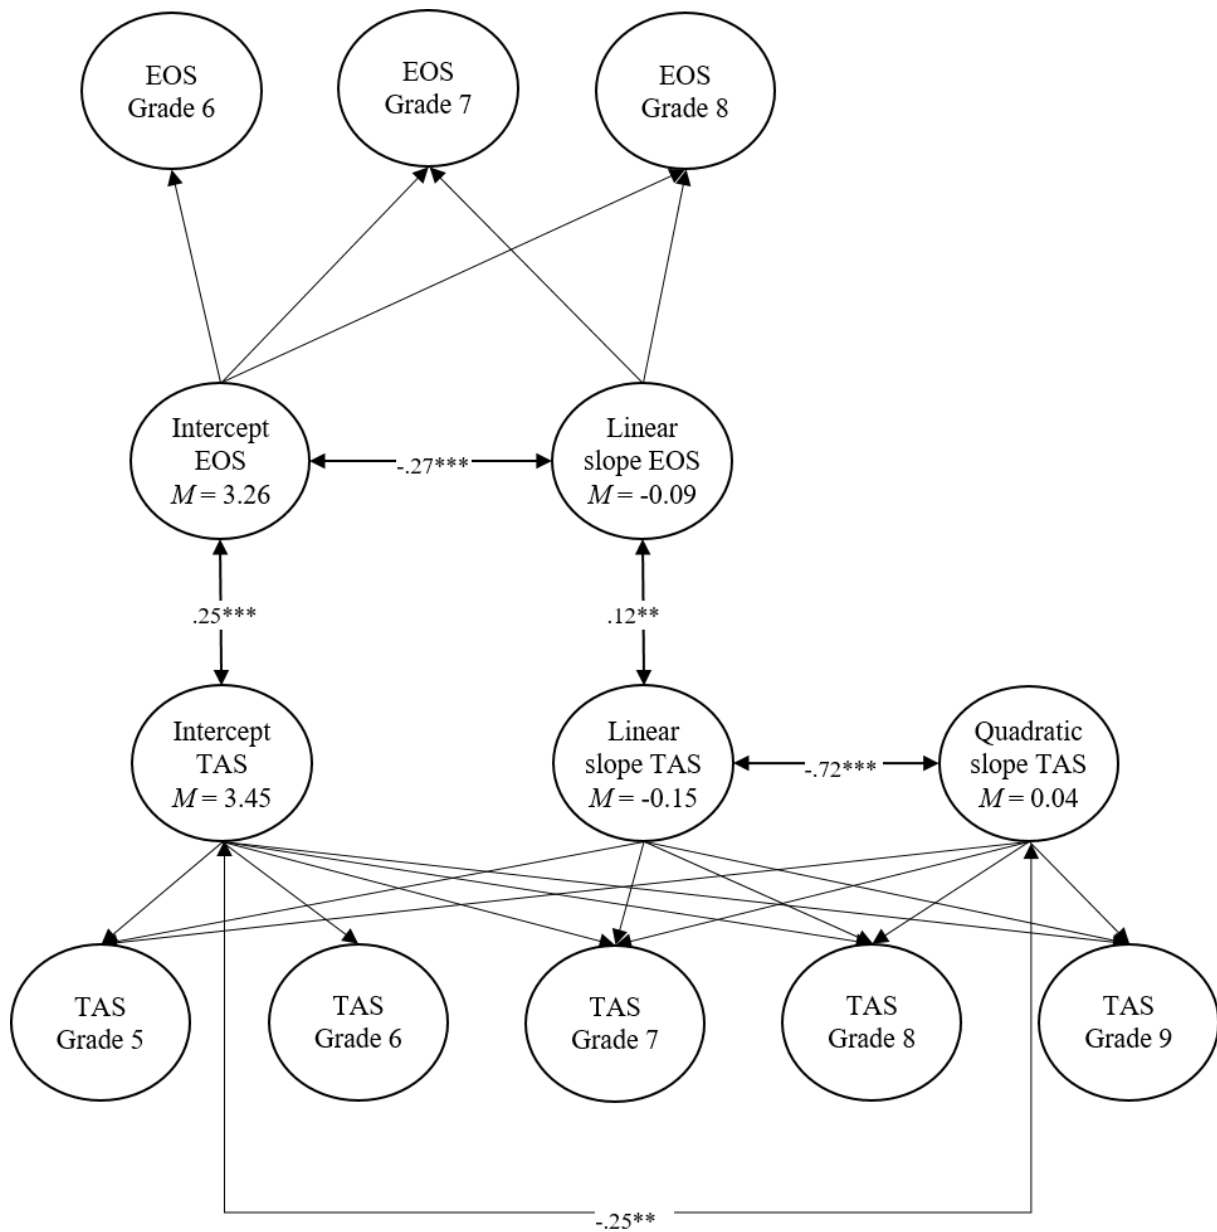 EOS
Grade 6
EOS
Grade 7
EOS
Grade 8
Intercept
EOS
M = 3.26
-.27***
Linear
slope EOS
M = -0.09
.25***
.12**
Intercept
TAS
M = 3.45
Linear
slope TAS
M = -0.15
-.72***
Quadratic
slope TAS
M = 0.04
TAS
Grade 5
TAS
Grade 6
TAS
Grade 7
TAS
Grade 8
TAS
Grade 9
-.25**